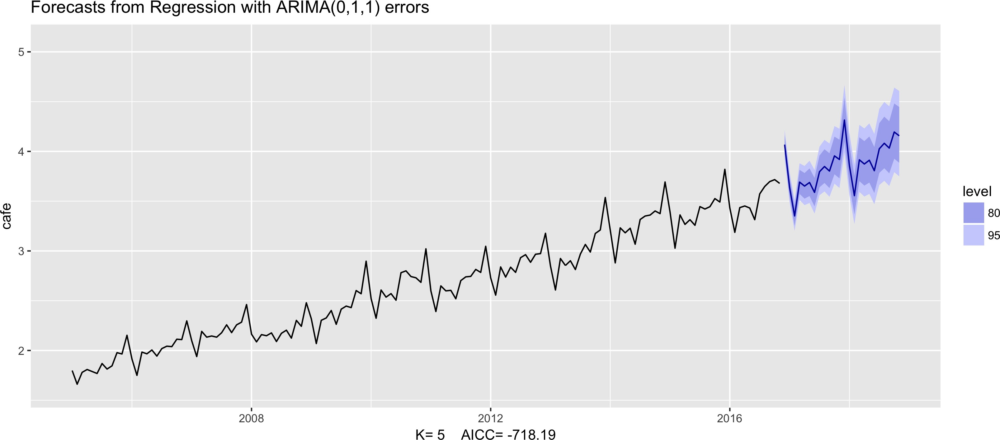 Forecasts from Regression with ARIMA(0,1,1) errors
5
4
3
2
cafe
level
80
95
2008 2012 2016
K= 5 AICC= -718.19